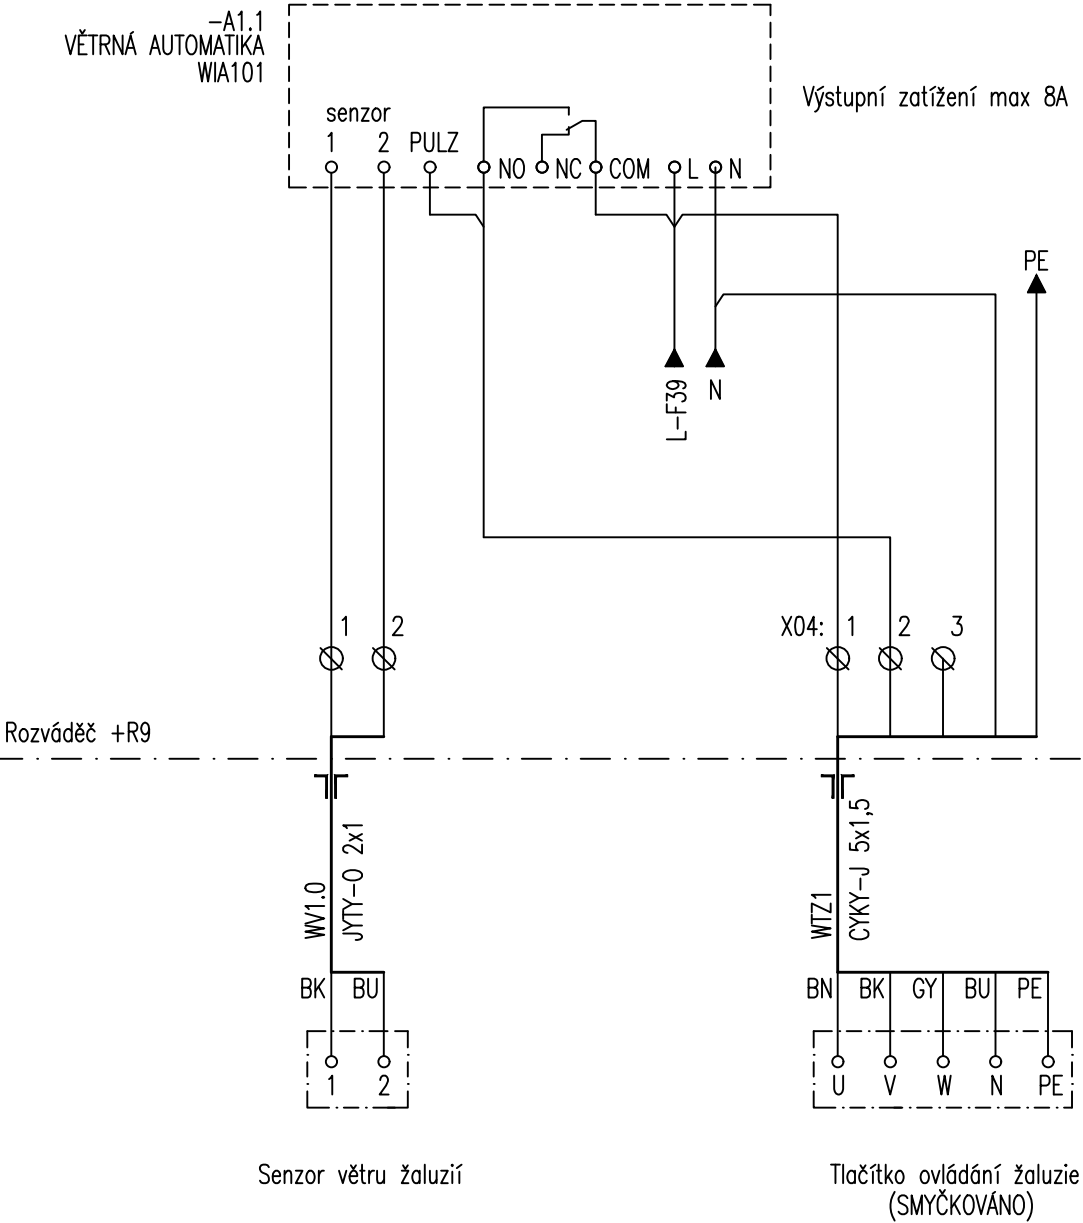 -A1.1
VĚTRNÁ AUTOMATIKA
WIA101
Výstupní zatížení max 8A
senzor
1 2 PULZ
NO NC COM L N
PE
L-F39
N
1 2
X04: 1 2 3
Rozváděč +R9
WV1.0
JYTY-O 2x1
WTZ1
CYKY-J 5x1,5
BK BU
BN BK GY BU PE
1 2
U V W N PE
Senzor větru žaluzií
Tlačítko ovládání žaluzie
(SMYČKOVÁNO)